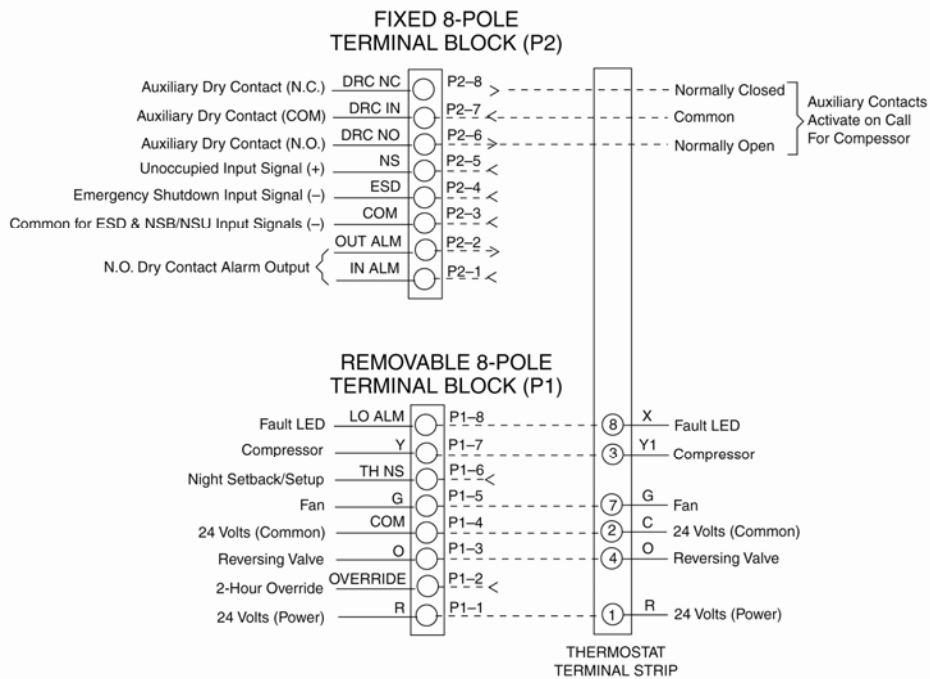 FIXED 8-POLE
TERMINAL BLOCK (P2)
Auxiliary Dry Contact (N.C.) DRC NC P2–8 Normally Closed
Auxiliary Dry Contact (COM) DRC IN P2–7 Common
Auxiliary Dry Contact (N.O.) DRC NO P2–6 Normally Open
Auxiliary Contacts
Activate on Call
For Compessor
Unoccupied Input Signal (+) NS P2–5
Emergency Shutdown Input Signal (–) ESD P2–4
Common for ESD & NSB/NSU Input Signals (–) COM P2–3
OUT ALM P2–2
N.O. Dry Contact Alarm Output
IN ALM P2–1
REMOVABLE 8-POLE
TERMINAL BLOCK (P1)
Fault LED LO ALM P1–8 8 X Fault LED
Compressor Y P1–7 3 Y1 Compressor
Night Setback/Setup TH NS P1–6
Fan G P1–5 7 G Fan
24 Volts (Common) COM P1–4 2 C 24 Volts (Common)
Reversing Valve O P1–3 4 O Reversing Valve
2-Hour Override OVERRIDE P1–2
24 Volts (Power) R P1–1 1 R 24 Volts (Power)
THERMOSTAT
TERMINAL STRIP